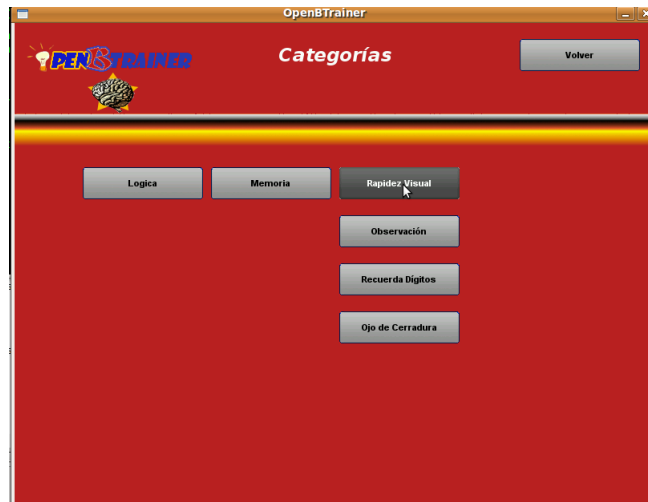 OpenBTrainer
OPENBTRAINER
Categorías
Volver
Logica
Memoria
Rapidez Visual
Observación
Recuerda Dígitos
Ojo de Cerradura